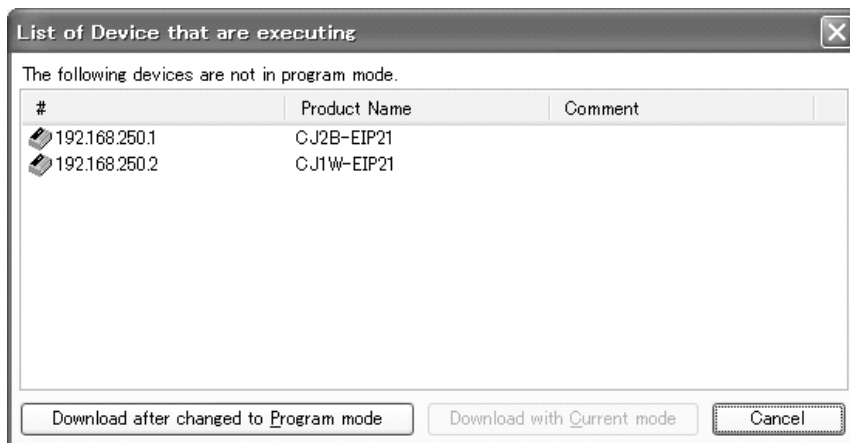 List of Device that are executing
The following devices are not in program mode.
# Product Name Comment
192.168.250.1 CJ2B-EIP21
192.168.250.2 CJ1W-EIP21
Download after changed to Program mode Download with Current mode Cancel